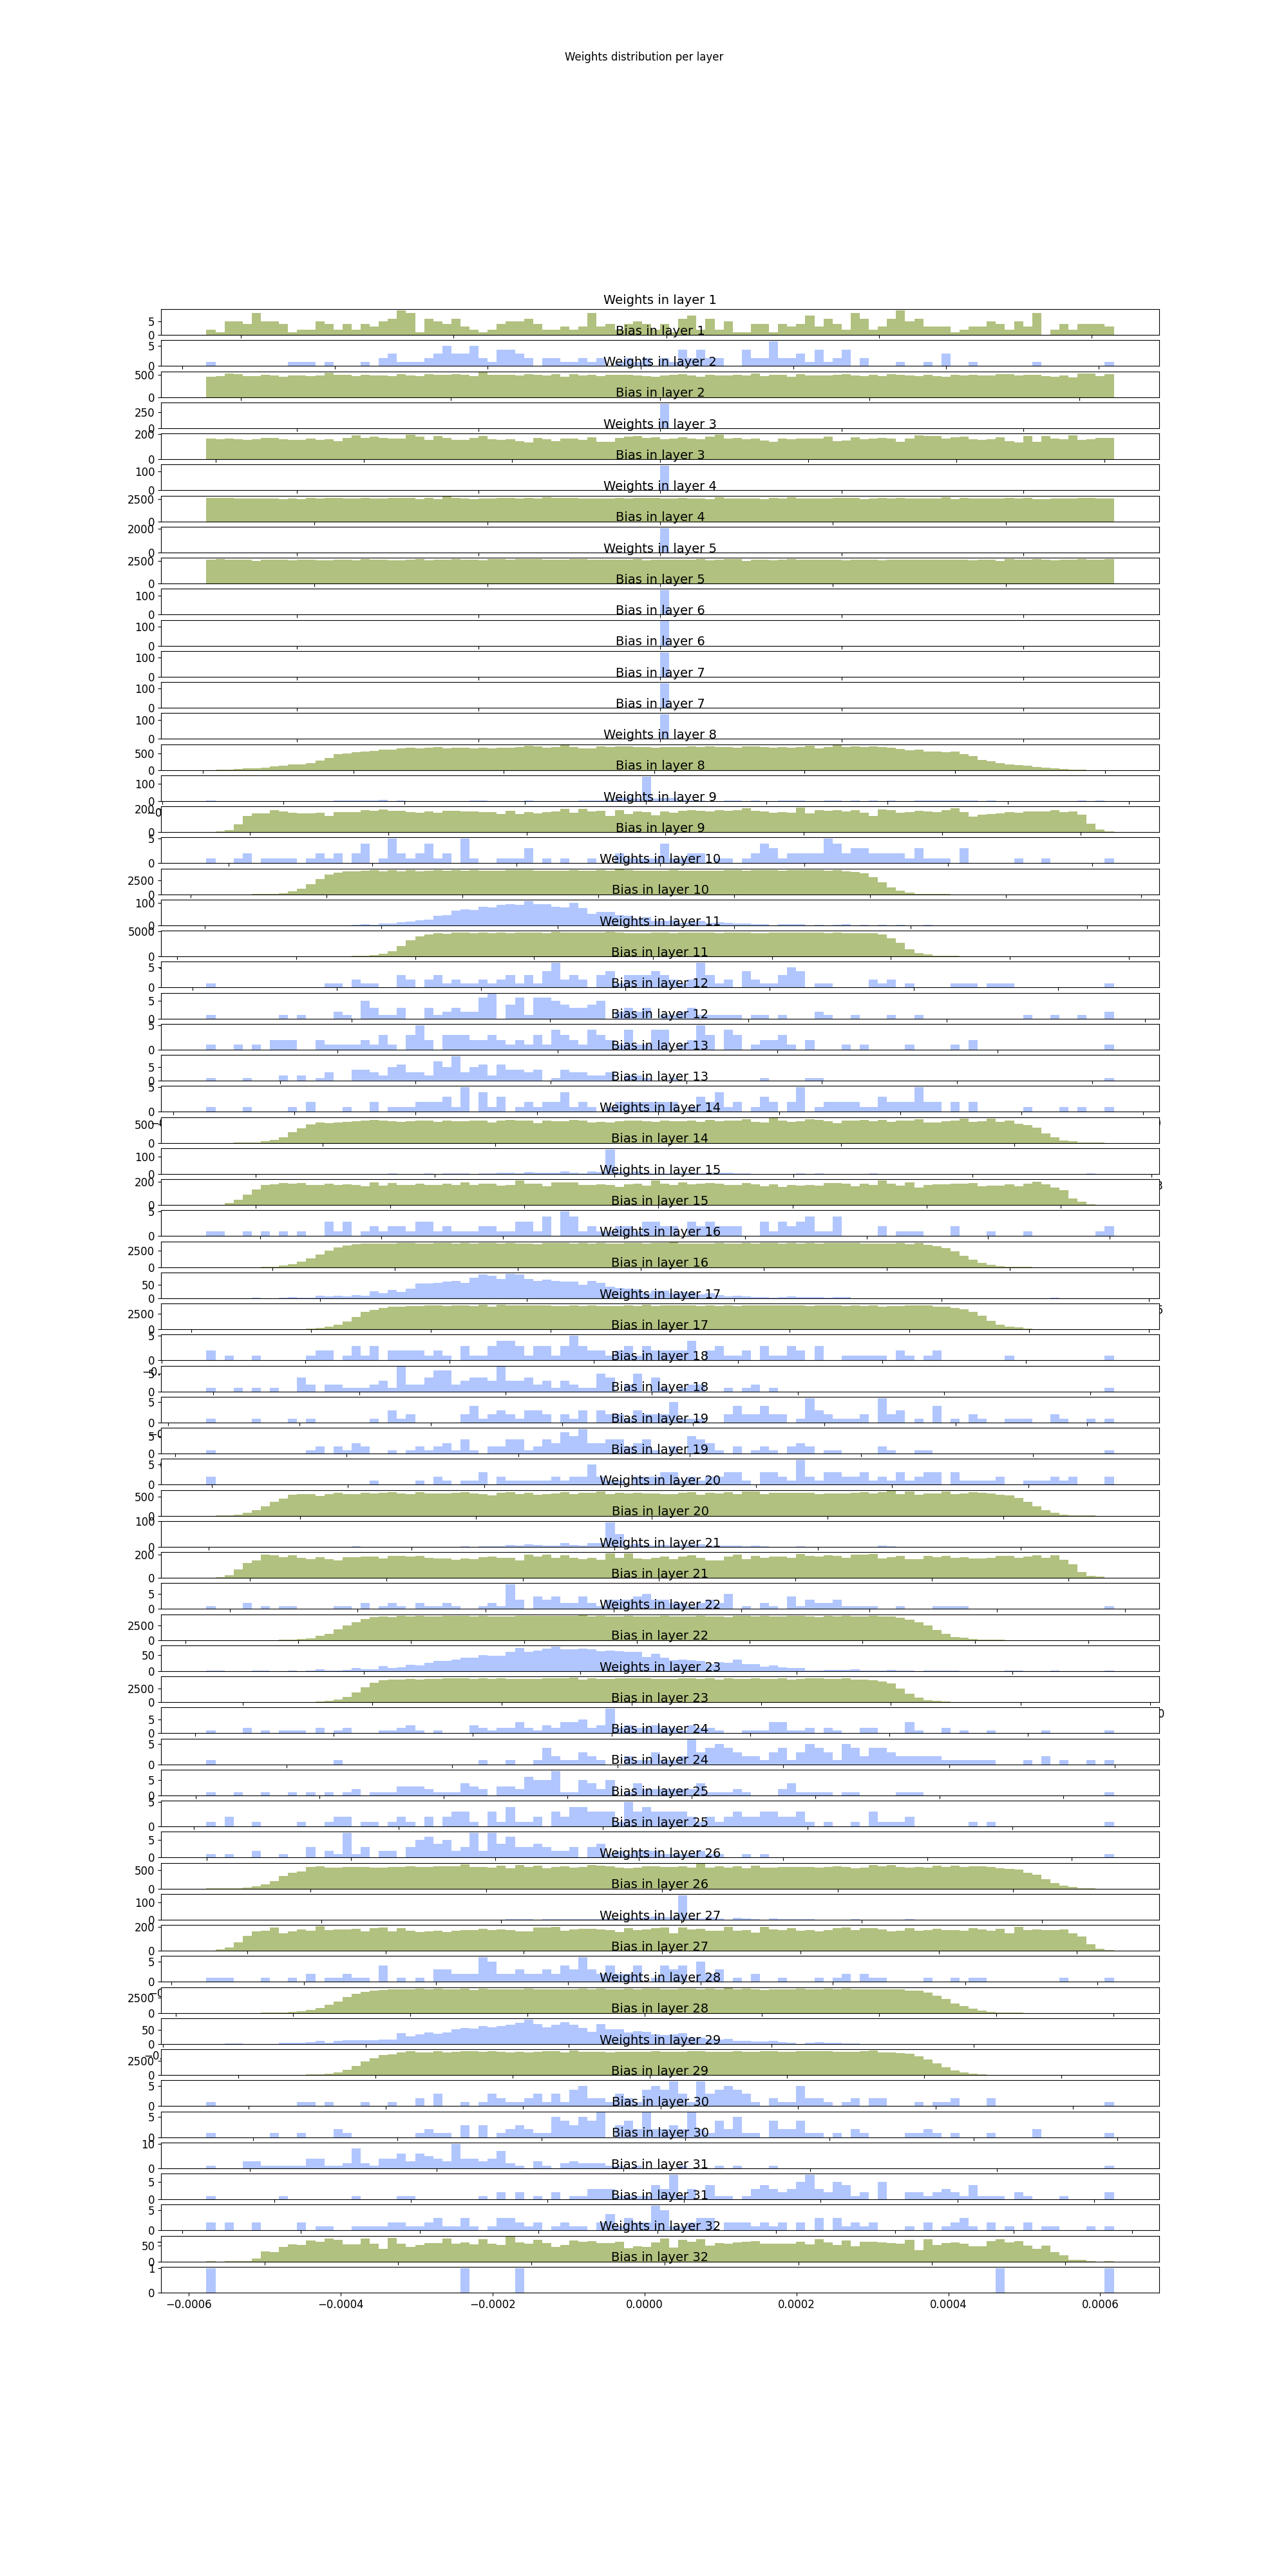 Weights distribution per layer
Weights in layer 1
5
0
Bias in layer 1
5
0
Weights in layer 2
500
0
Bias in layer 2
250
0
Weights in layer 3
200
0
Bias in layer 3
100
0
Weights in layer 4
2500
0
Bias in layer 4
2000
0
Weights in layer 5
2500
0
Bias in layer 5
100
0
Bias in layer 6
100
0
Bias in layer 6
100
0
Bias in layer 7
100
0
Bias in layer 7
100
0
Weights in layer 8
500
0
Bias in layer 8
100
0
Weights in layer 9
200
0
Bias in layer 9
5
0
Weights in layer 10
2500
0
Bias in layer 10
100
0
Weights in layer 11
5000
0
Bias in layer 11
5
0
Bias in layer 12
5
0
Bias in layer 12
5
0
Bias in layer 13
5
0
Bias in layer 13
5
0
Weights in layer 14
500
0
Bias in layer 14
100
0
Weights in layer 15
200
0
Bias in layer 15
5
0
Weights in layer 16
2500
0
Bias in layer 16
50
0
Weights in layer 17
2500
0
Bias in layer 17
5
0
Bias in layer 18
5
0
Bias in layer 18
5
0
Bias in layer 19
5
0
Bias in layer 19
5
0
Weights in layer 20
500
0
Bias in layer 20
100
0
Weights in layer 21
200
0
Bias in layer 21
5
0
Weights in layer 22
2500
0
Bias in layer 22
50
0
Weights in layer 23
2500
0
Bias in layer 23
5
0
Bias in layer 24
5
0
Bias in layer 24
5
0
Bias in layer 25
5
0
Bias in layer 25
5
0
Weights in layer 26
500
0
Bias in layer 26
100
0
Weights in layer 27
200
0
Bias in layer 27
5
0
Weights in layer 28
2500
0
Bias in layer 28
50
0
Weights in layer 29
2500
0
Bias in layer 29
5
0
Bias in layer 30
5
0
Bias in layer 30
10
0
Bias in layer 31
5
0
Bias in layer 31
5
0
Weights in layer 32
50
0
Bias in layer 32
1
0
−0.0006 −0.0004 −0.0002 0.0000 0.0002 0.0004 0.0006